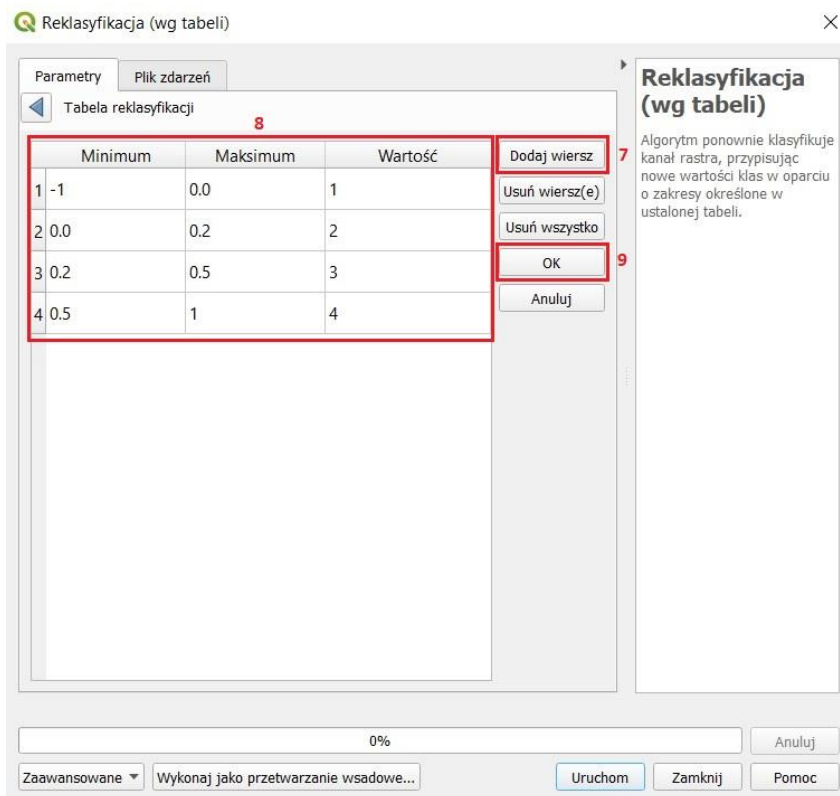 Reklasyfikacja (wg tabeli)
Parametry Plik zdarzeń
Tabela reklasyfikacji
8
Minimum Maksimum Wartość
1 -1 0.0 1
2 0.0 0.2 2
3 0.2 0.5 3
4 0.5 1 4
Dodaj wiersz 7
Usuń wiersz(e)
Usuń wszystko
OK 9
Anuluj
Reklasyfikacja
(wg tabeli)
Algorytm ponownie klasyfikuje
kanał rastra, przypisując
nowe wartości klas w oparciu
o zakresy określone w
ustalonej tabeli.
0%
Anuluj
Zaawansowane Wykonaj jako przetwarzanie wsadowe... Uruchom Zamknij Pomoc